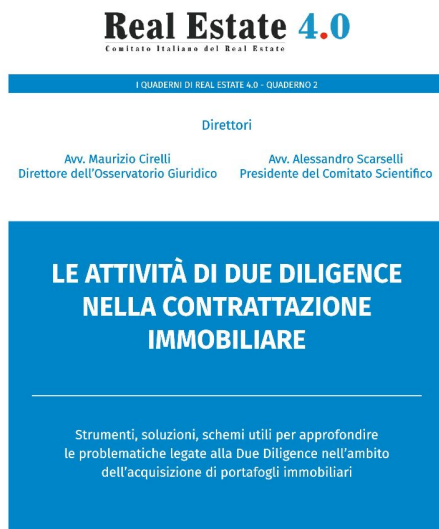 Real Estate 4.0
Comitato Italiano del Real Estate
I QUADERNI DI REAL ESTATE 4.0 - QUADERNO 2
Direttori
Avv. Maurizio Cirelli
Direttore dell'Osservatorio Giuridico
Avv. Alessandro Scarselli
Presidente del Comitato Scientifico
LE ATTIVITÀ DI DUE DILIGENCE
NELLA CONTRATTAZIONE
IMMOBILIARE
Strumenti, soluzioni, schemi utili per approfondire
le problematiche legate alla Due Diligence nell'ambito
dell'acquisizione di portafogli immobiliari